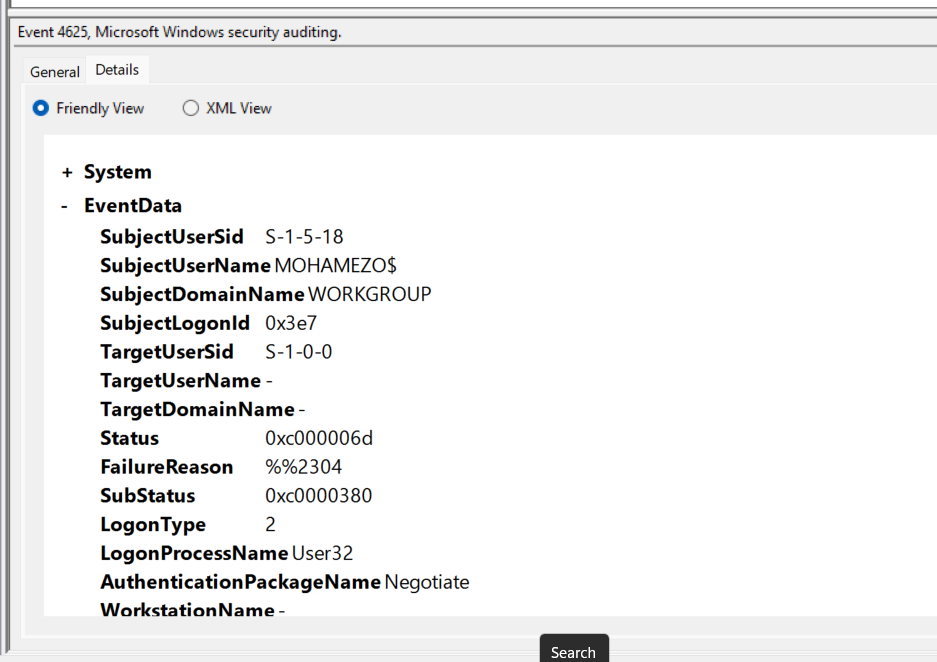 Event 4625, Microsoft Windows security auditing.
General Details
Friendly View XML View
+ System
- EventData
SubjectUserSid S-1-5-18
SubjectUserName MOHAMEZO$
SubjectDomainName WORKGROUP
SubjectLogonId 0x3e7
TargetUserSid S-1-0-0
TargetUserName -
TargetDomainName -
Status 0xc000006d
FailureReason %%2304
SubStatus 0xc0000380
LogonType 2
LogonProcessName User32
AuthenticationPackageName Negotiate
WorkstationName -
Search